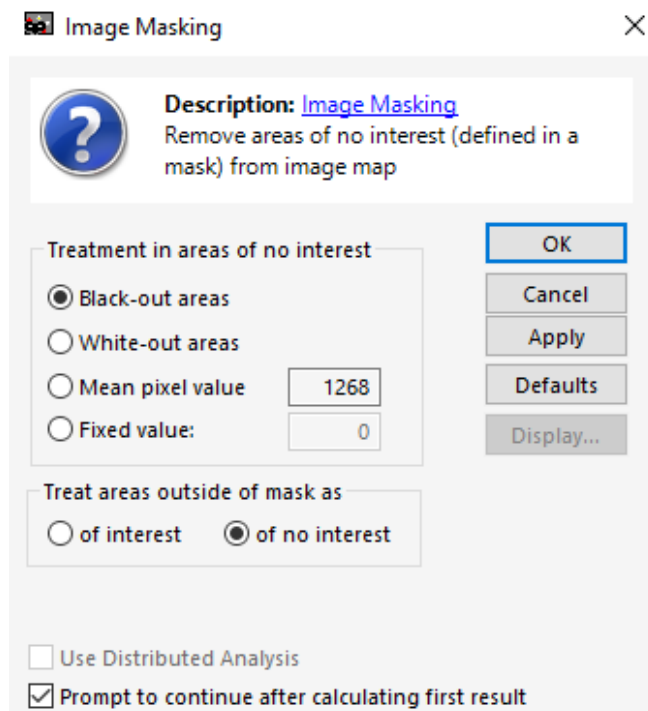 Image Masking
Description: Image Masking
Remove areas of no interest (defined in a
mask) from image map
Treatment in areas of no interest
Black-out areas
White-out areas
Mean pixel value 1268
Fixed value: 0
OK
Cancel
Apply
Defaults
Display...
Treat areas outside of mask as
of interest of no interest
Use Distributed Analysis
Prompt to continue after calculating first result